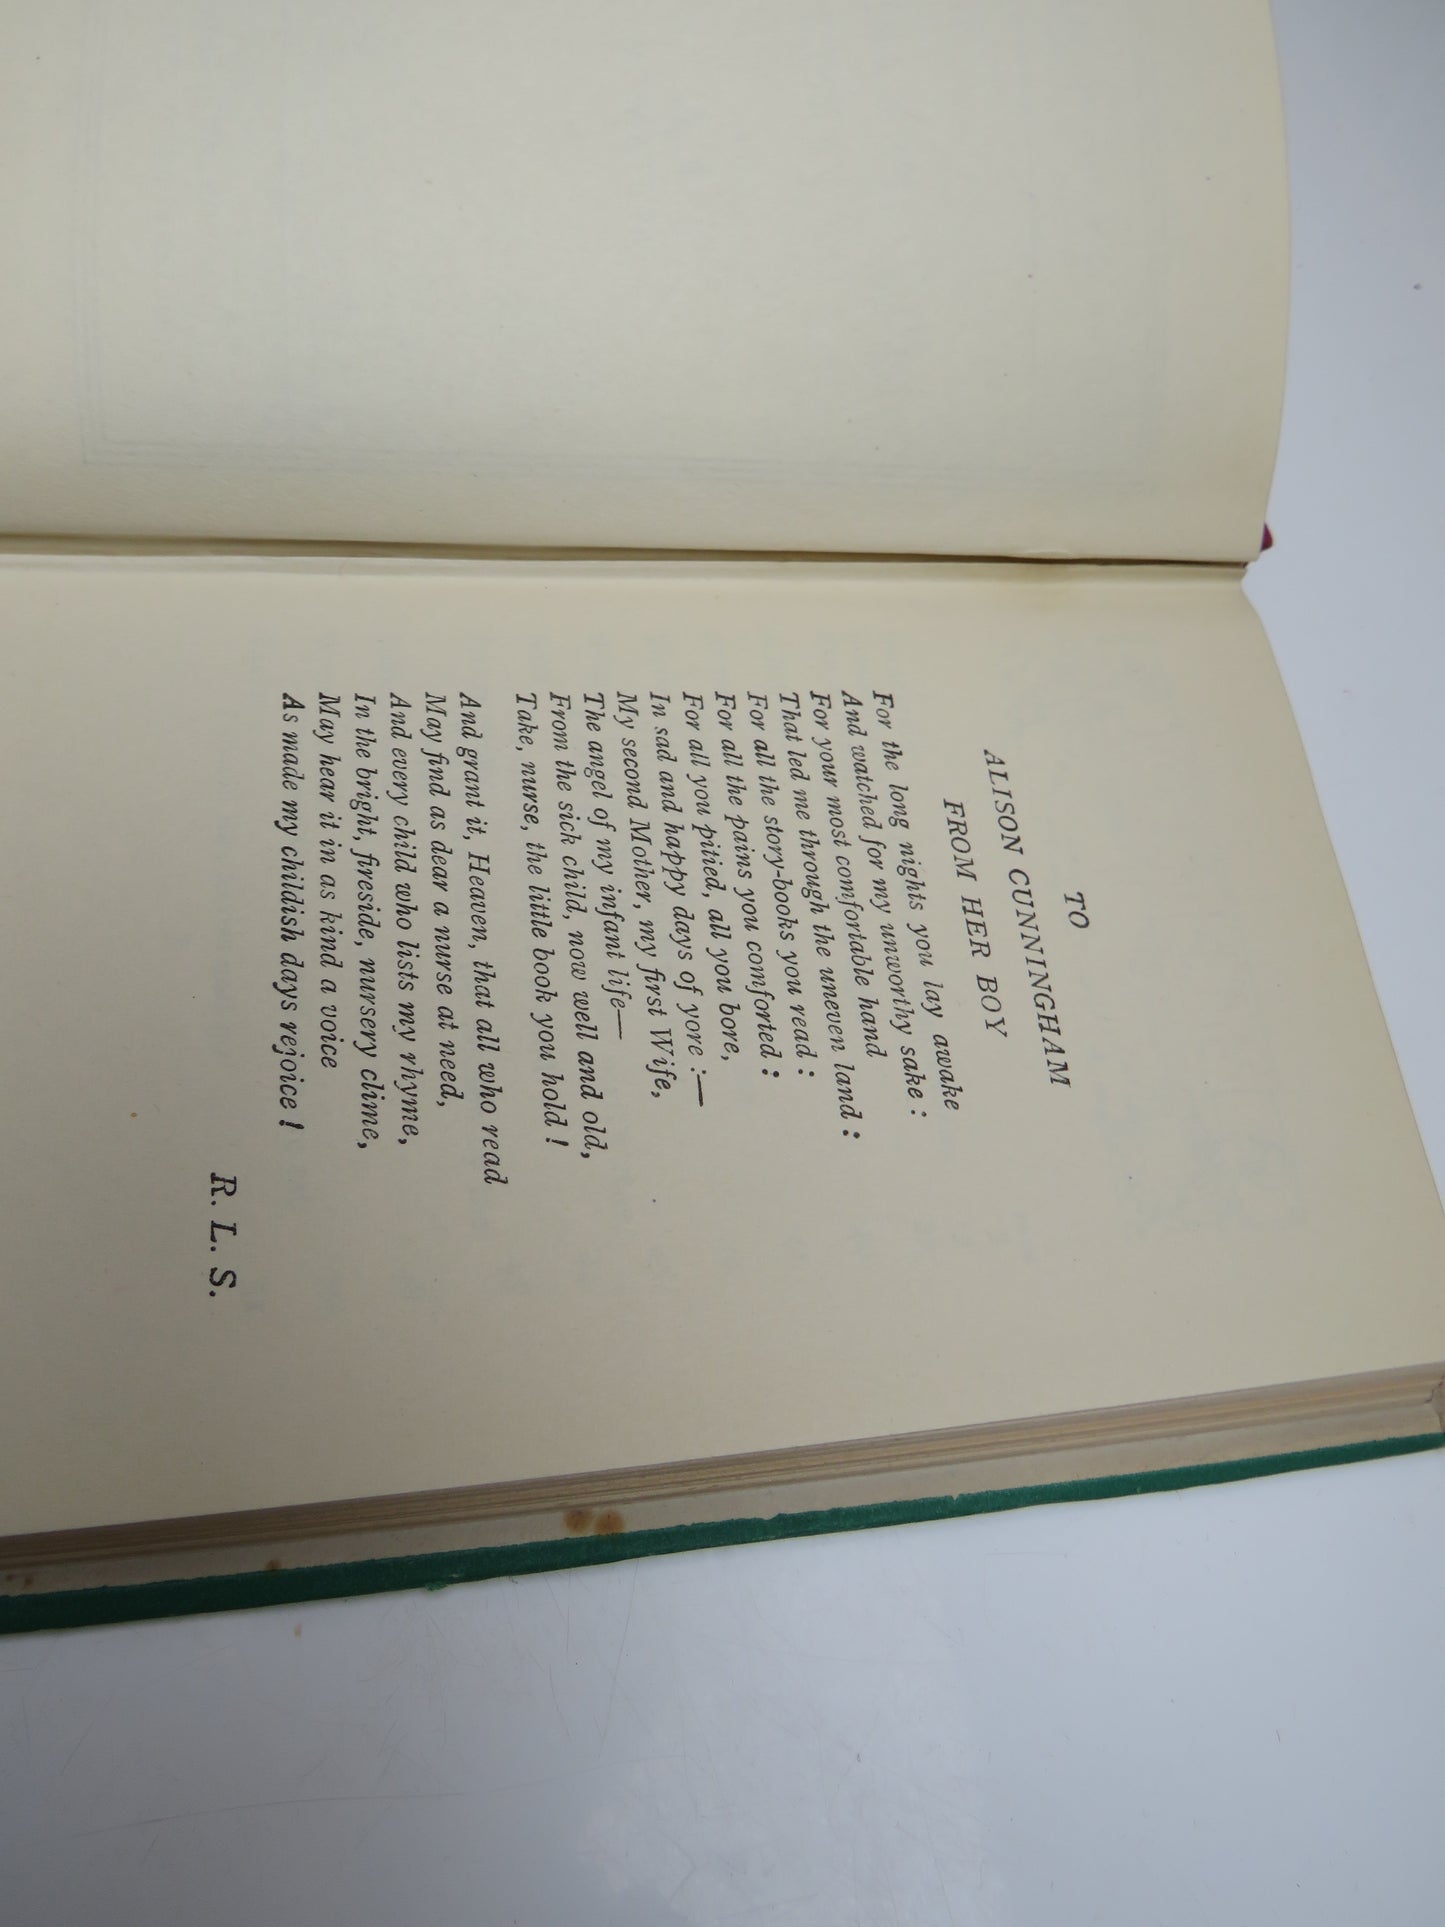 TO
ALISON CUNNINGHAM
FROM HER BOY
For the long nights you lay awake
And watched for my unworthy sake :
For your most comfortable hand
That led me through the uneven land :
For all the story-books you read :
For all the pains you comforted :
For all you pitied, all you bore,
In sad and happy days of yore :—
My second Mother, my first Wife,
The angel of my infant life—
From the sick child, now well and old,
Take, nurse, the little book you hold !
And grant it, Heaven, that all who read
May find as dear a nurse at need,
And every child who lists my rhyme,
In the bright, fireside, nursery clime,
May hear it in as kind a voice
As made my childish days rejoice !
R. L. S.